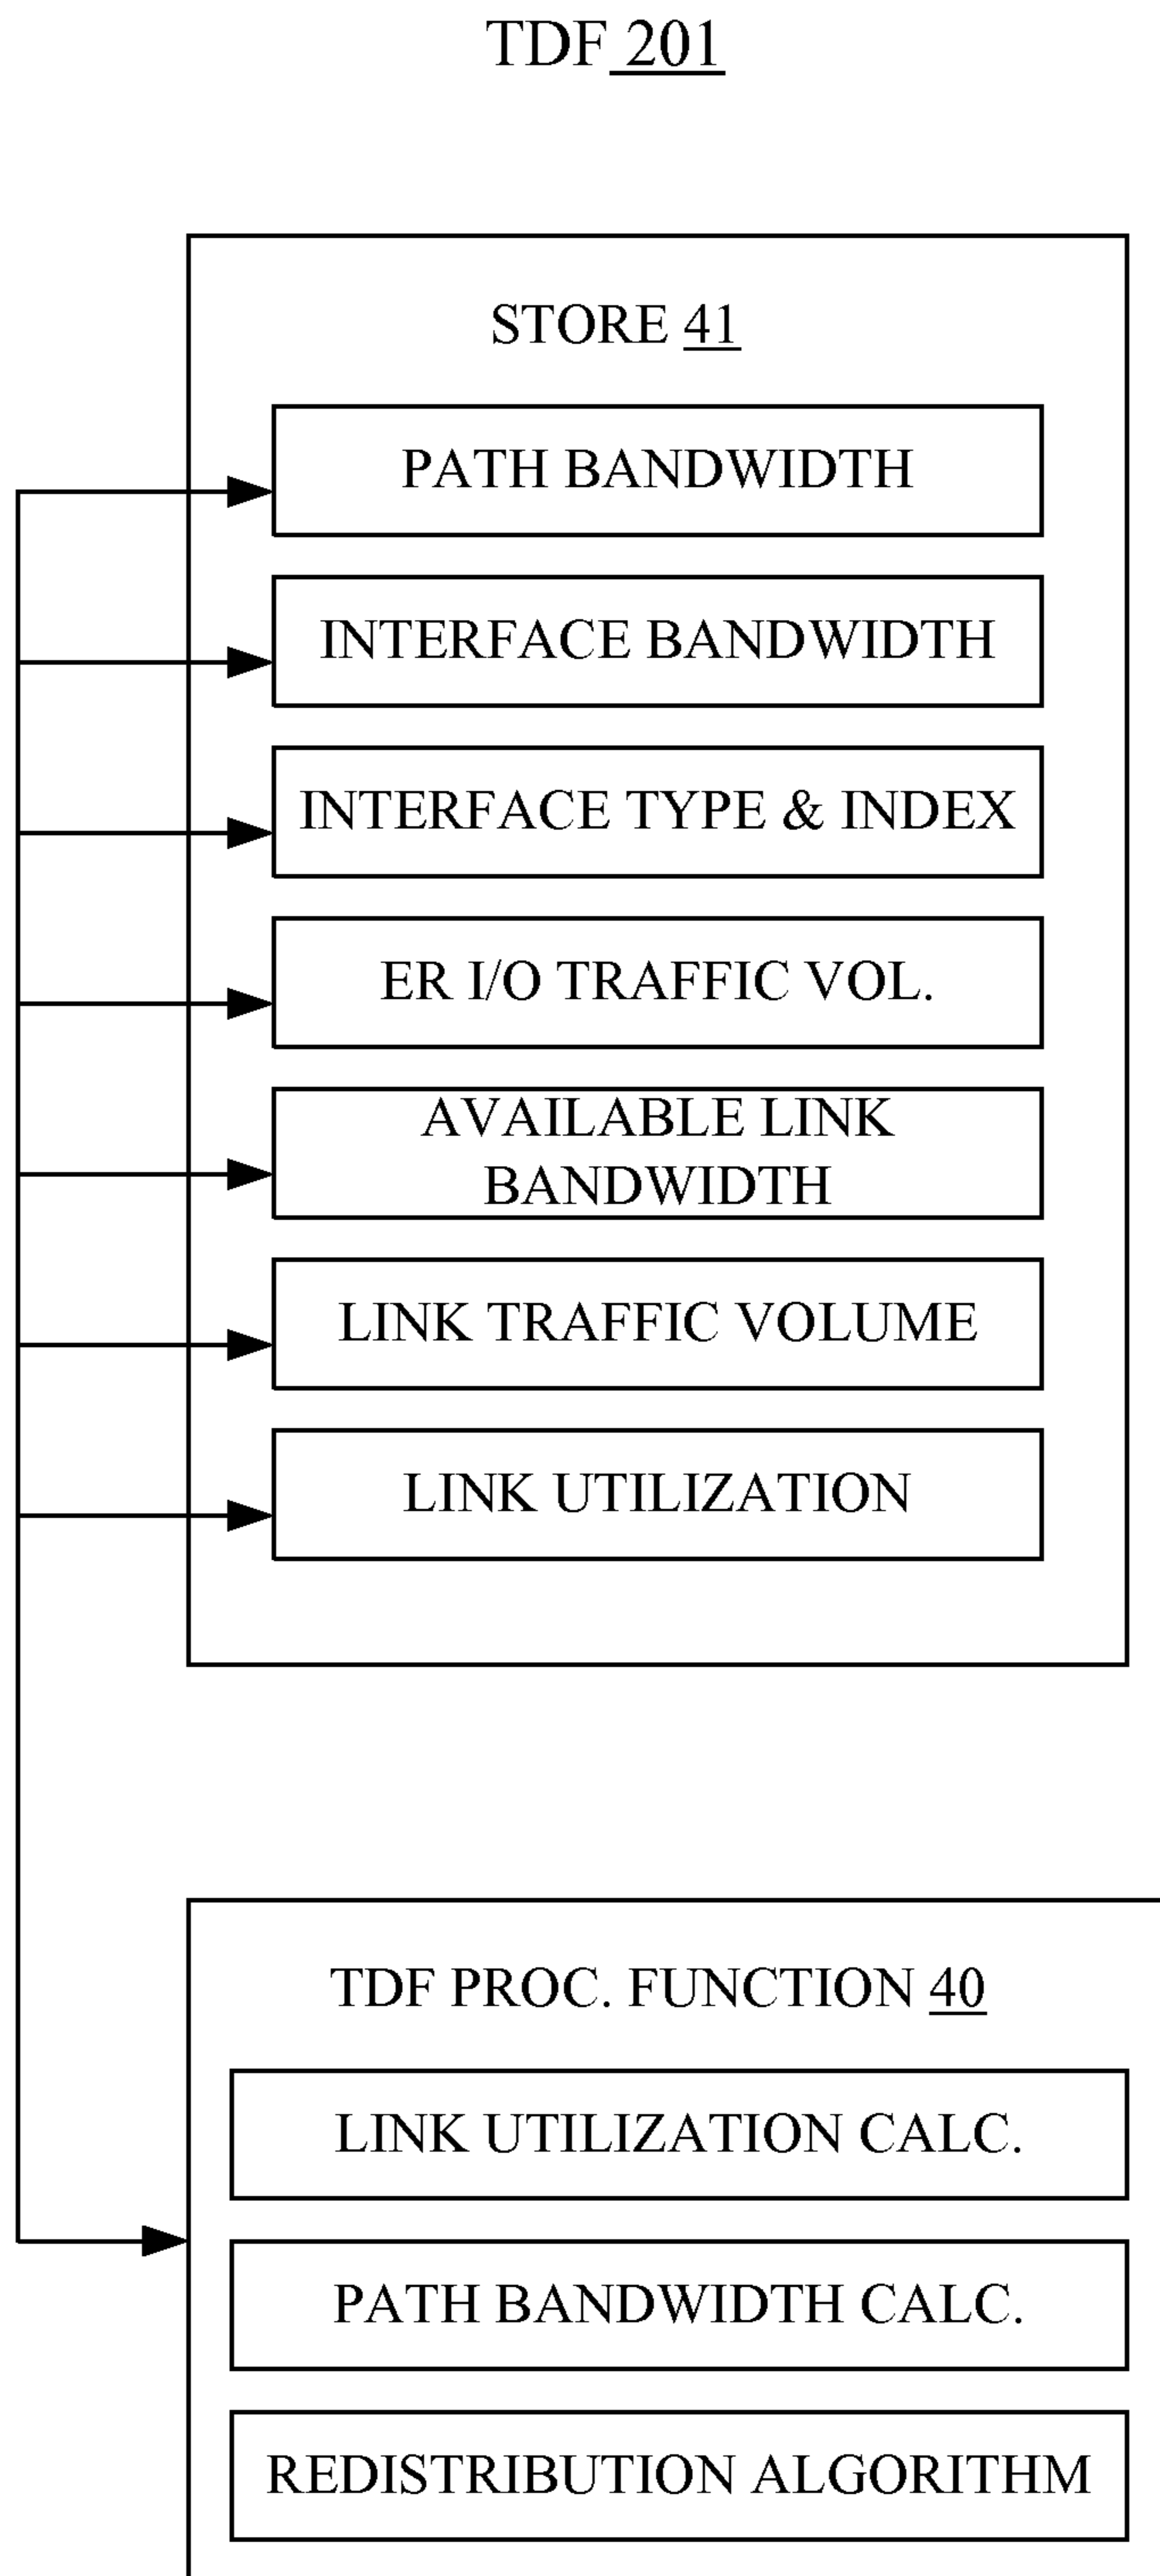 TDF 201
STORE 41
PATH BANDWIDTH
INTERFACE BANDWIDTH
INTERFACE TYPE & INDEX
ER I/O TRAFFIC VOL.
AVAILABLE LINK
BANDWIDTH
LINK TRAFFIC VOLUME
LINK UTILIZATION
TDF PROC. FUNCTION 40
LINK UTILIZATION CALC.
PATH BANDWIDTH CALC.
REDISTRIBUTION ALGORITHM